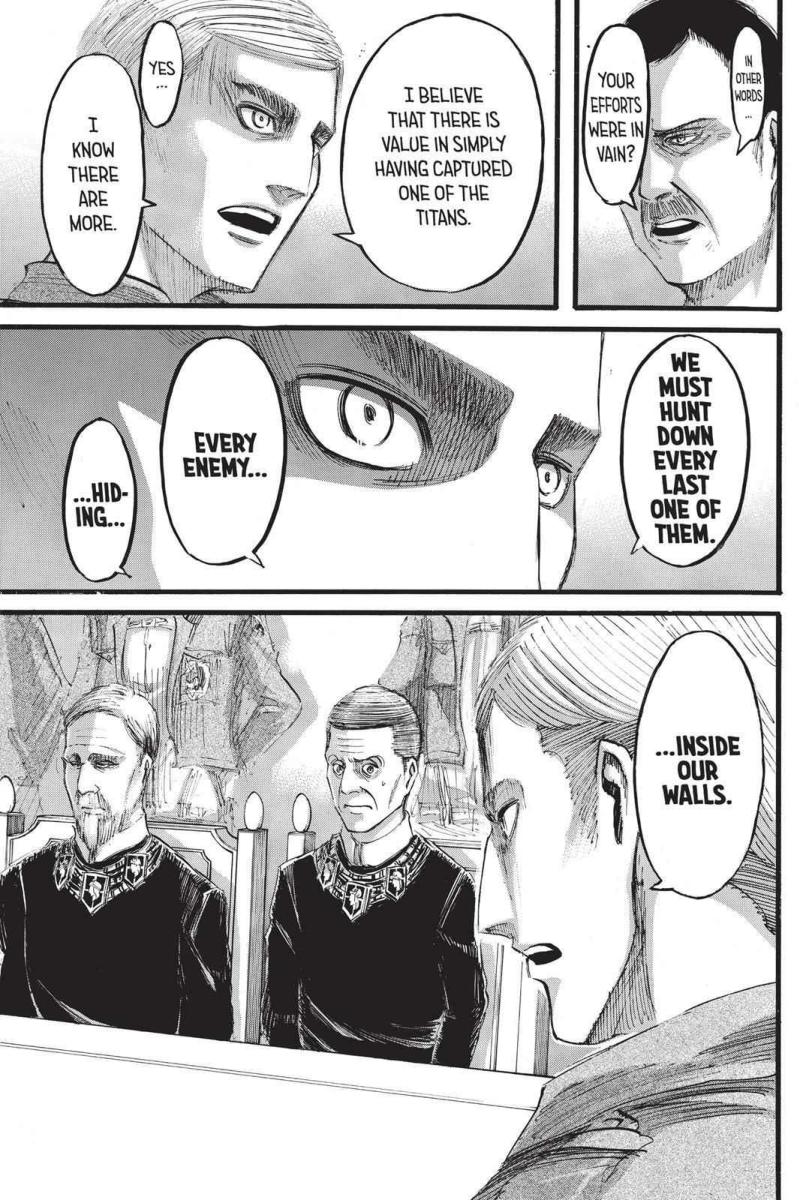 IN
OTHER
WORDS
...
YOUR
EFFORTS
WERE IN
VAIN?
I BELIEVE
THAT THERE IS
VALUE IN SIMPLY
HAVING CAPTURED
ONE OF THE
TITANS.
YES
...
I
KNOW
THERE
ARE
MORE.
WE
MUST
HUNT
DOWN
EVERY
LAST
ONE OF
THEM.
EVERY
ENEMY...
...HID-
ING...
...INSIDE
OUR
WALLS.